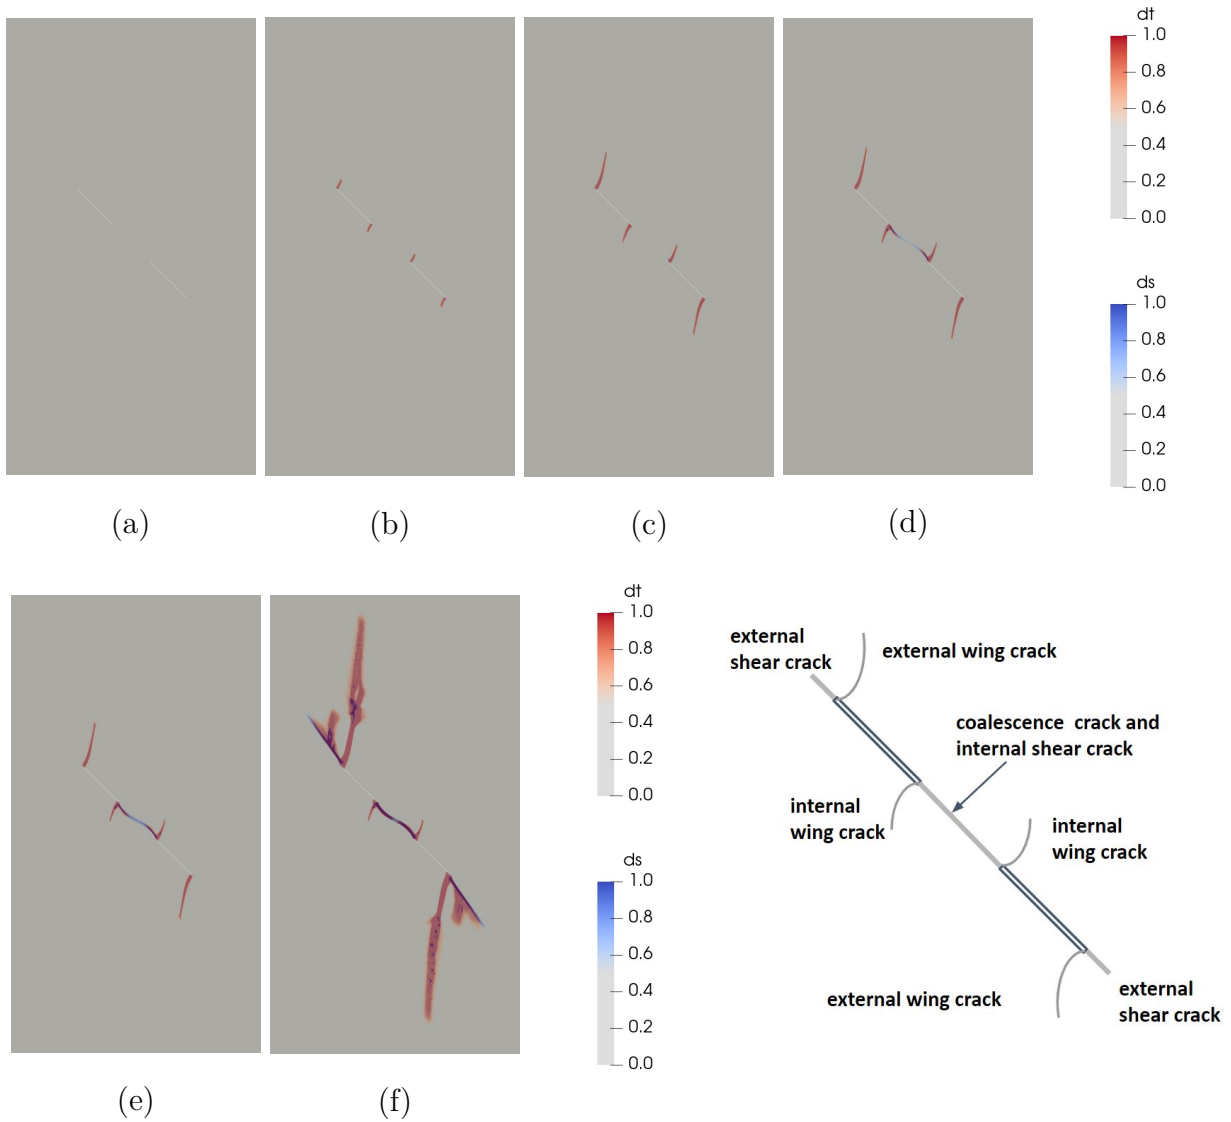 dt
1.0
0.8
0.6
0.4
0.2
0.0
ds
1.0
0.8
0.6
0.4
0.2
0.0
(a)
(b)
(c)
(d)
dt
1.0
0.8
0.6
0.4
0.2
0.0
ds
1.0
0.8
0.6
0.4
0.2
0.0
(e)
(f)
external
shear crack
external wing crack
coalescence crack and
internal shear crack
internal
wing crack
internal
wing crack
external wing crack
external
shear crack